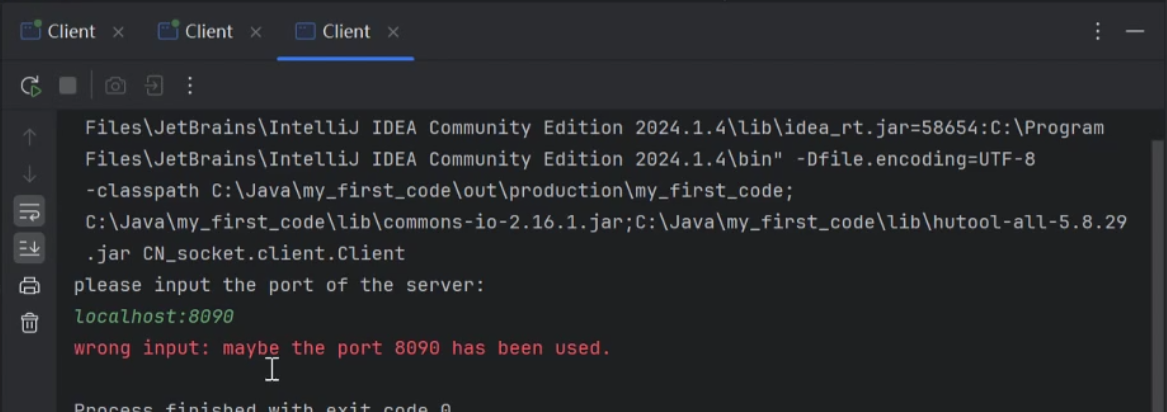 Client Client Client
Files\JetBrains\IntelliJ IDEA Community Edition 2024.1.4\lib\idea_rt.jar=58654:C:\Program
Files\JetBrains\IntelliJ IDEA Community Edition 2024.1.4\bin" -Dfile.encoding=UTF-8
-classpath C:\Java\my_first_code\out\production\my_first_code;
C:\Java\my_first_code\lib\commons-io-2.16.1.jar;C:\Java\my_first_code\lib\hutool-all-5.8.29
.jar CN_socket.client.Client
please input the port of the server:
localhost:8090
wrong input: maybe the port 8090 has been used.
Process finished with exit code 0